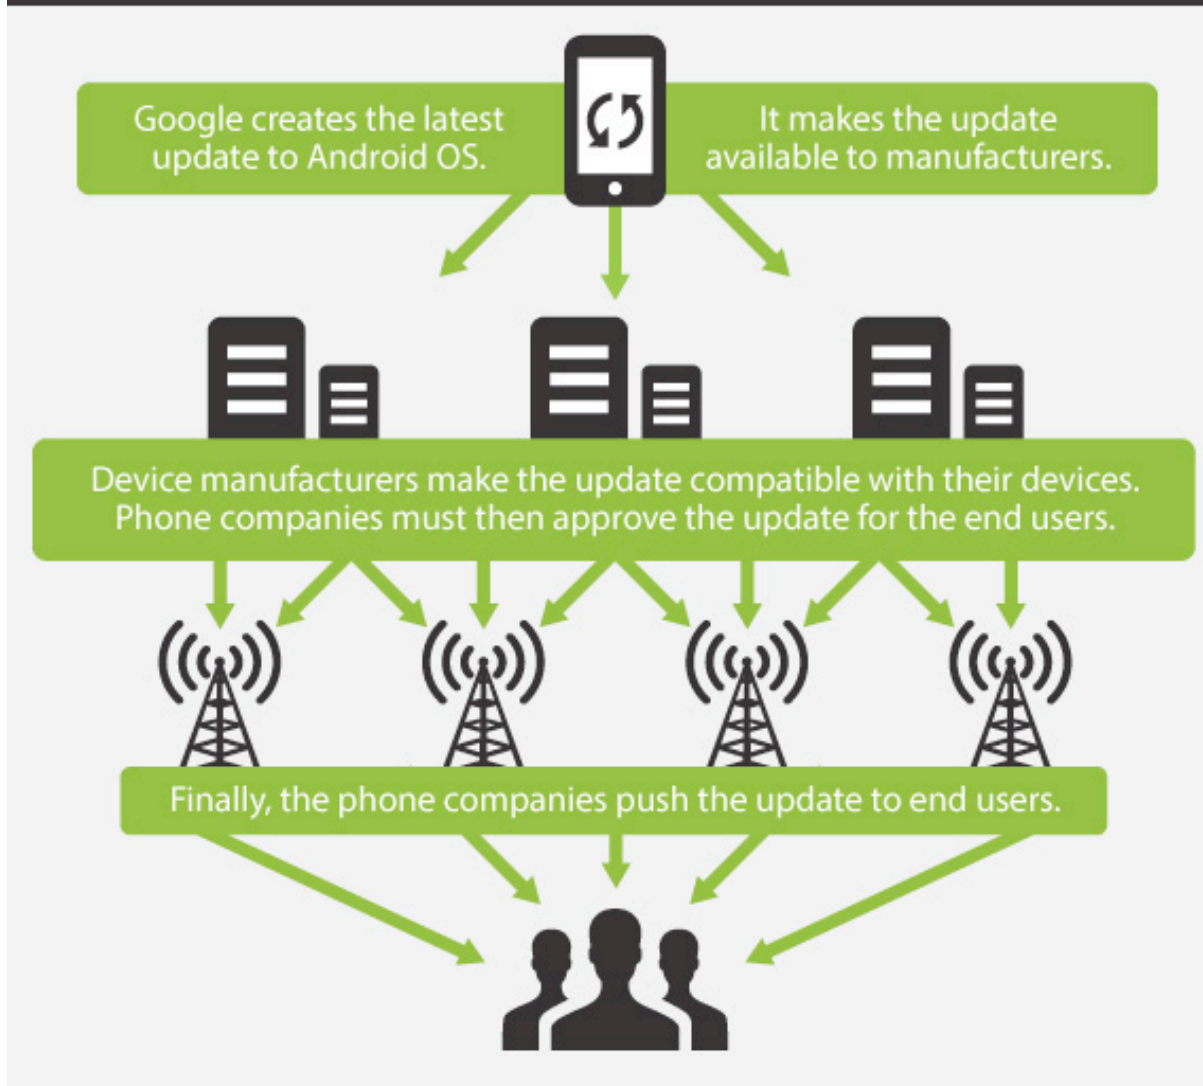 Google creates the latest
update to Android OS.
It makes the update
available to manufacturers.
Device manufacturers make the update compatible with their devices.
Phone companies must then approve the update for the end users.
Finally, the phone companies push the update to end users.